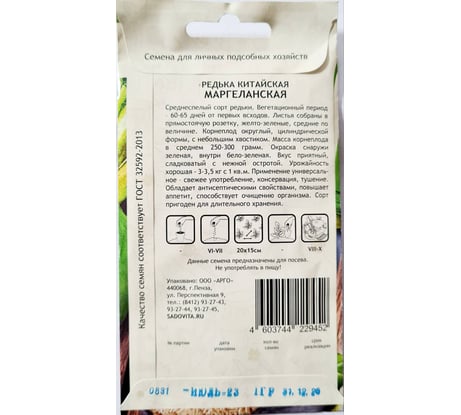 Семена для личных подсобных хозяйств
РЕДЬКА КИТАЙСКАЯ
МАРГЕЛАНСКАЯ
Среднеспелый сорт редьки. Вегетационный период
- 60-65 дней от первых всходов. Листья собраны в
прямостоячую розетку, желто-зеленые, средние по
величине. Корнеплод округлый, цилиндрической
формы, с небольшим хвостиком. Масса корнеплода
в среднем 250-300 грамм. Окраска снаружи
зеленая, внутри бело-зеленая. Вкус приятный,
сладковатый с нежной остротой. Урожайность
хорошая - 3-3,5 кг с 1 кв.м. Применение универсальное
- свежее употребление, консервация, тушение.
Обладает антисептическими свойствами, повышает
аппетит, способствует очищению организма. Сорт
пригоден для длительного хранения.
- VI-VII 20х15см - VIII-X
Данные семена предназначены для посева.
Не употреблять в пищу!
Упаковано: ООО «АРГО»
440068, г.Пенза,
ул. Перспективная 9,
тел.: (8412) 93-27-43,
93-27-44, 93-27-45,
SADOVITA.RU
4 603744 229452
№ партии
дата упаковки
кол-во семян
срок реализации
0831 ИЮЛЬ-23 1ГР 31.12.26
Качество семян соответствует ГОСТ 32592-2013